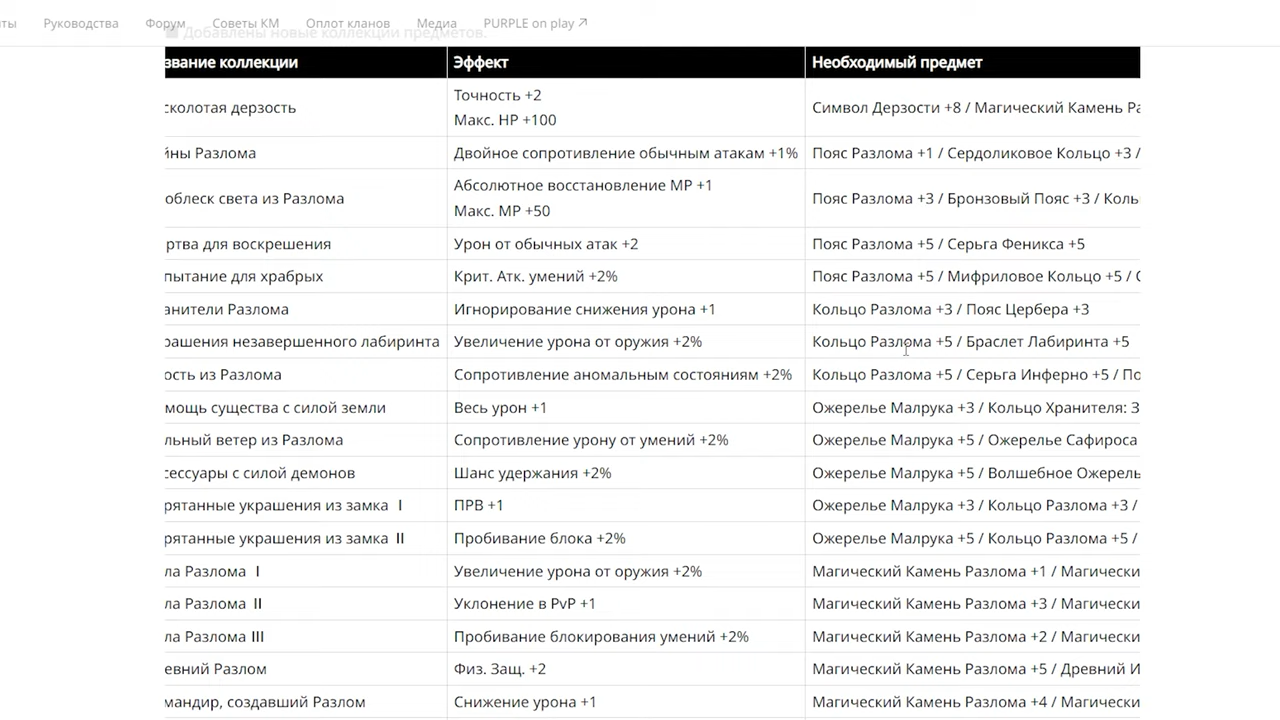 ты Руководства Форум Советы КМ Оплот кланов Медиа PURPLE on play ↗
Добавлены новые коллекции предметов.
звание коллекции Эффект Необходимый предмет
сколотая дерзость Точность +2 Символ Дерзости +8 / Магический Камень Ра
Макс. HP +100
йны Разлома Двойное сопротивление обычным атакам +1% Пояс Разлома +1 / Сердоликовое Кольцо +3 /
облеск света из Разлома Абсолютное восстановление MP +1 Пояс Разлома +3 / Бронзовый Пояс +3 / Коль
Макс. MP +50
ртва для воскрешения Урон от обычных атак +2 Пояс Разлома +5 / Серьга Феникса +5
пытание для храбрых Крит. Атк. умений +2% Пояс Разлома +5 / Мифриловое Кольцо +5 / С
анители Разлома Игнорирование снижения урона +1 Кольцо Разлома +3 / Пояс Цербера +3
рашения незавершенного лабиринта Увеличение урона от оружия +2% Кольцо Разлома +5 / Браслет Лабиринта +5
ость из Разлома Сопротивление аномальным состояниям +2% Кольцо Разлома +5 / Серьга Инферно +5 / По
мощь существа с силой земли Весь урон +1 Ожерелье Малрука +3 / Кольцо Хранителя: З
льный ветер из Разлома Сопротивление урону от умений +2% Ожерелье Малрука +5 / Ожерелье Сафироса
сессуары с силой демонов Шанс удержания +2% Ожерелье Малрука +5 / Волшебное Ожерель
рятанные украшения из замка I ПРВ +1 Ожерелье Малрука +3 / Кольцо Разлома +3 /
рятанные украшения из замка II Пробивание блока +2% Ожерелье Малрука +5 / Кольцо Разлома +5 /
ла Разлома I Увеличение урона от оружия +2% Магический Камень Разлома +1 / Магически
ла Разлома II Уклонение в PvP +1 Магический Камень Разлома +3 / Магически
ла Разлома III Пробивание блокирования умений +2% Магический Камень Разлома +2 / Магически
евний Разлом Физ. Защ. +2 Магический Камень Разлома +5 / Древний И
мандир, создавший Разлом Снижение урона +1 Магический Камень Разлома +4 / Магически